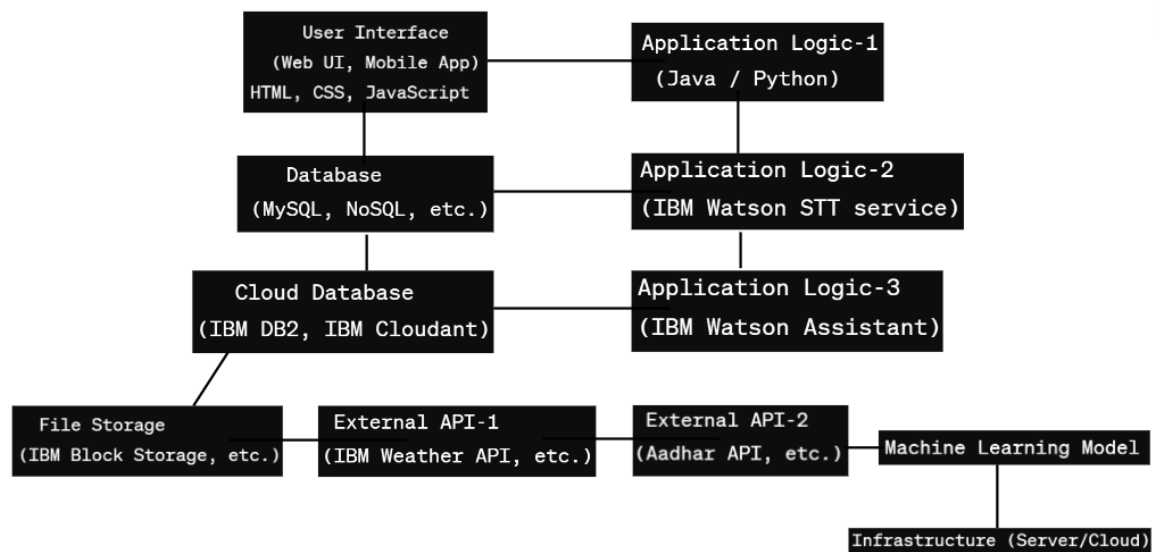 User Interface
(Web UI, Mobile App)
HTML, CSS, JavaScript
Application Logic-1
(Java / Python)
Database
(MySQL, NoSQL, etc.)
Application Logic-2
(IBM Watson STT service)
Cloud Database
(IBM DB2, IBM Cloudant)
Application Logic-3
(IBM Watson Assistant)
File Storage
(IBM Block Storage, etc.)
External API-1
(IBM Weather API, etc.)
External API-2
(Aadhar API, etc.)
Machine Learning Model
Infrastructure (Server/Cloud)